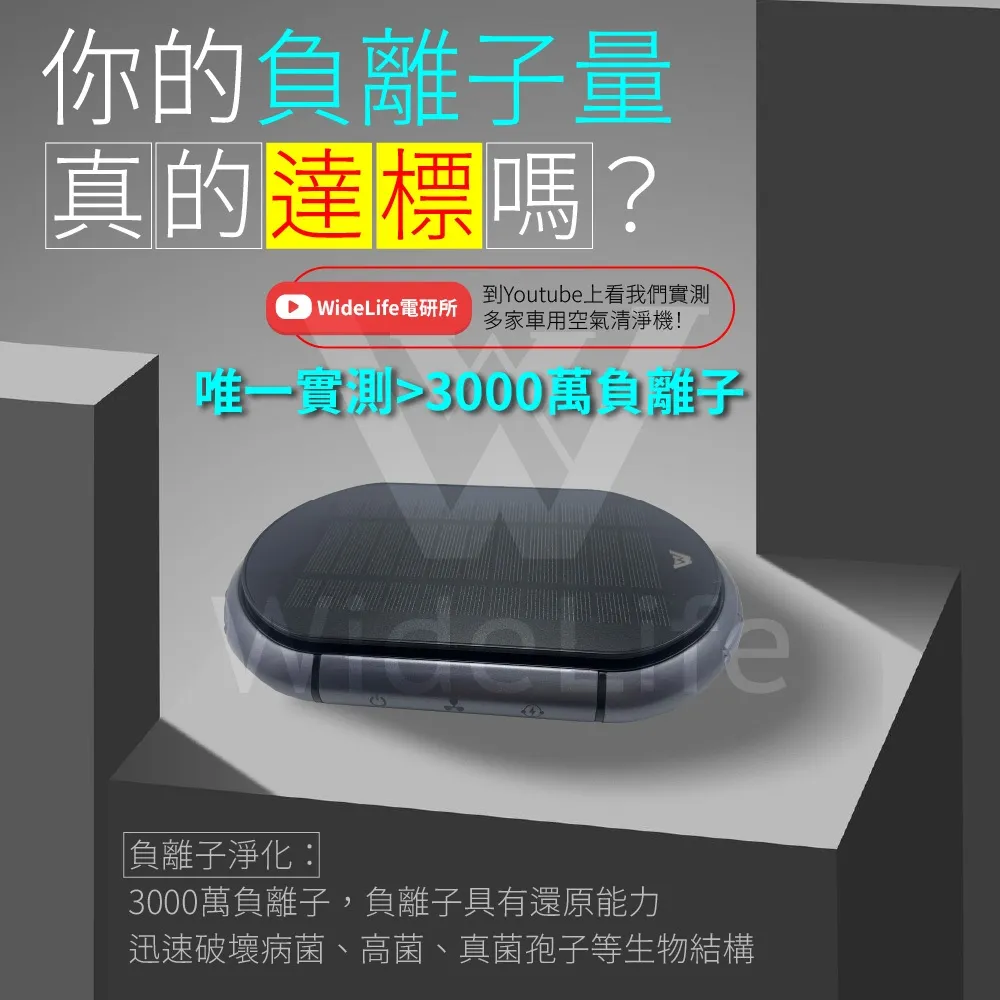 你的負離子量
真的達標嗎？
WideLife電研所
到Youtube上看我們實測
多家車用空氣清淨機！
唯一實測>3000萬負離子
WideLife
負離子淨化：
3000萬負離子，負離子具有還原能力
迅速破壞病菌、高菌、真菌孢子等生物結構